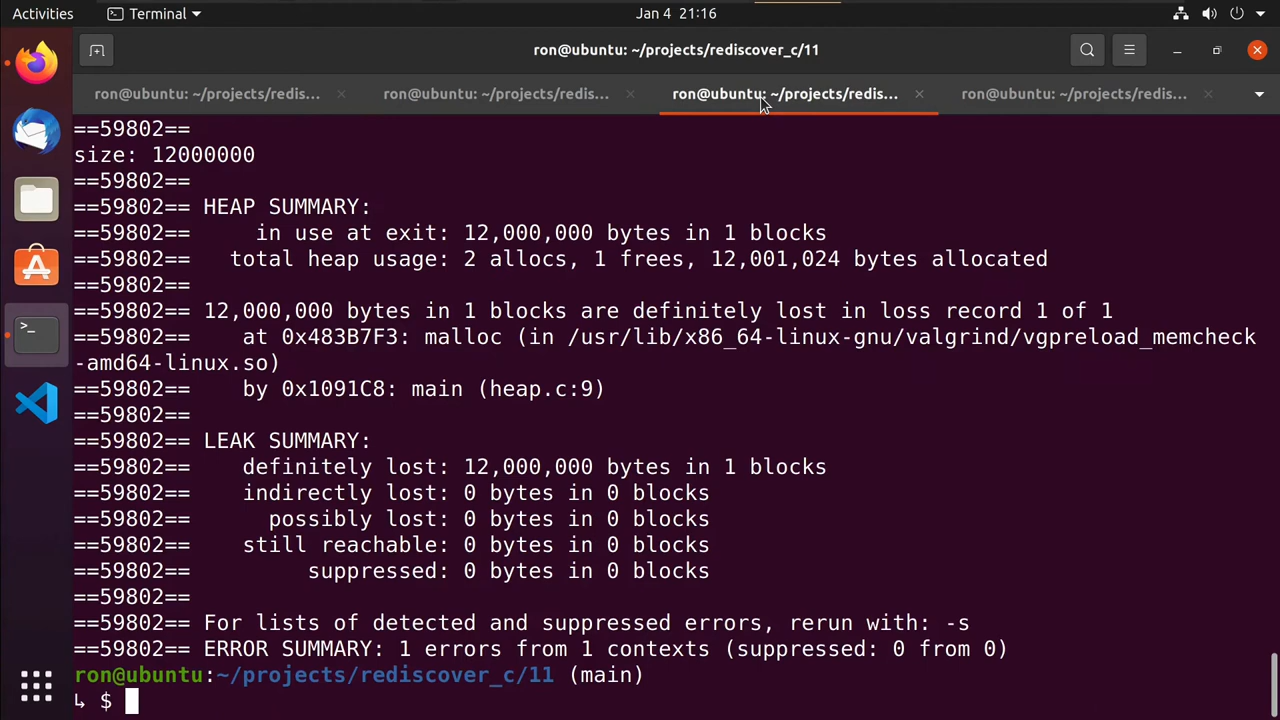 Activities
Terminal
Jan 4 21:16
ron@ubuntu: ~/projects/rediscover_c/11
ron@ubuntu: ~/projects/redis...
ron@ubuntu: ~/projects/redis...
ron@ubuntu: ~/projects/redis...
ron@ubuntu: ~/projects/redis...
==59802==
size: 12000000
==59802==
==59802== HEAP SUMMARY:
==59802==     in use at exit: 12,000,000 bytes in 1 blocks
==59802==   total heap usage: 2 allocs, 1 frees, 12,001,024 bytes allocated
==59802==
==59802== 12,000,000 bytes in 1 blocks are definitely lost in loss record 1 of 1
==59802==    at 0x483B7F3: malloc (in /usr/lib/x86_64-linux-gnu/valgrind/vgpreload_memcheck
-amd64-linux.so)
==59802==    by 0x1091C8: main (heap.c:9)
==59802==
==59802== LEAK SUMMARY:
==59802==    definitely lost: 12,000,000 bytes in 1 blocks
==59802==    indirectly lost: 0 bytes in 0 blocks
==59802==      possibly lost: 0 bytes in 0 blocks
==59802==    still reachable: 0 bytes in 0 blocks
==59802==         suppressed: 0 bytes in 0 blocks
==59802==
==59802== For lists of detected and suppressed errors, rerun with: -s
==59802== ERROR SUMMARY: 1 errors from 1 contexts (suppressed: 0 from 0)
ron@ubuntu:~/projects/rediscover_c/11 (main)
↳ $